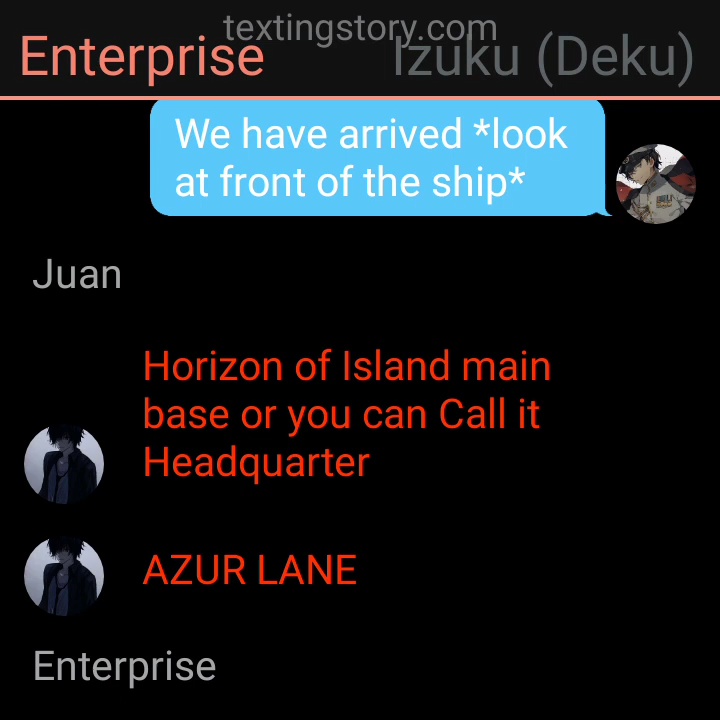 textingstory.com
Enterprise Izuku (Deku)
We have arrived *look
at front of the ship*
Juan
Horizon of Island main
base or you can Call it
Headquarter
AZUR LANE
Enterprise